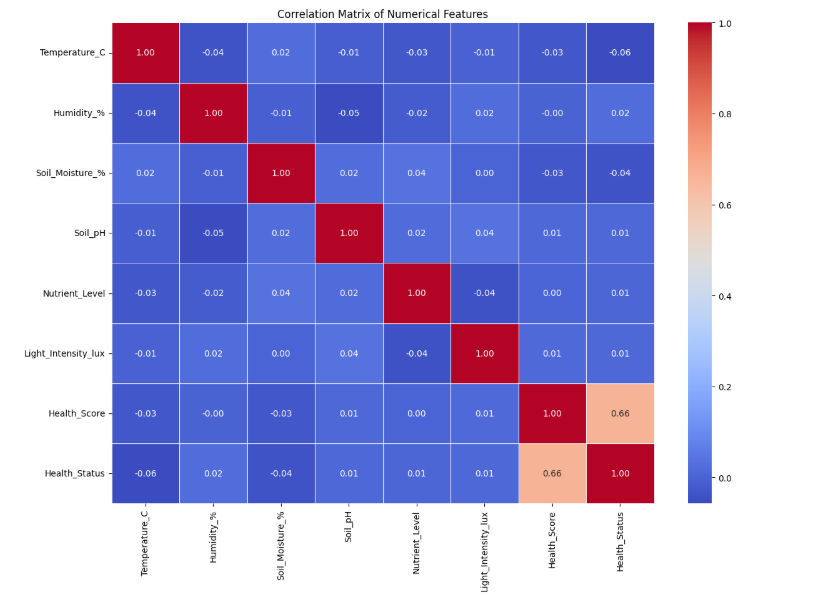 Correlation Matrix of Numerical Features
Temperature_C 1.00 -0.04 0.02 -0.01 -0.03 -0.01 -0.03 -0.06
Humidity_% -0.04 1.00 -0.01 -0.05 -0.02 0.02 -0.00 0.02
Soil_Moisture_% 0.02 -0.01 1.00 0.02 0.04 0.00 -0.03 -0.04
Soil_pH -0.01 -0.05 0.02 1.00 0.02 0.04 0.01 0.01
Nutrient_Level -0.03 -0.02 0.04 0.02 1.00 -0.04 0.00 0.01
Light_Intensity_lux -0.01 0.02 0.00 0.04 -0.04 1.00 0.01 0.01
Health_Score -0.03 -0.00 -0.03 0.01 0.00 0.01 1.00 0.66
Health_Status -0.06 0.02 -0.04 0.01 0.01 0.01 0.66 1.00
Temperature_C
Humidity_%
Soil_Moisture_%
Soil_pH
Nutrient_Level
Light_Intensity_lux
Health_Score
Health_Status
1.0
0.8
0.6
0.4
0.2
0.0